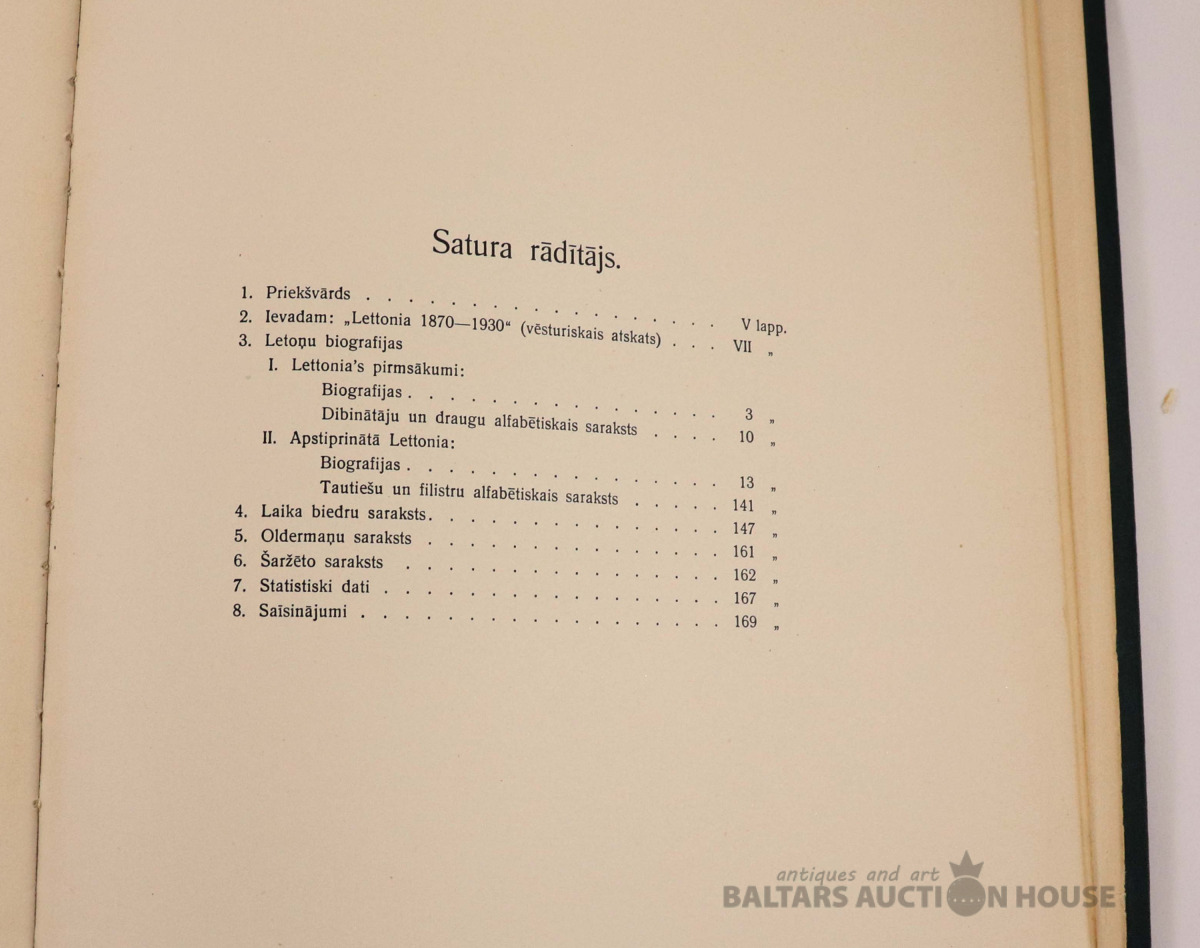 Satura rādītājs.
1. Priekšvārds . . . . . . . . . . . . . . . . . V lapp.
2. Ievadam: „Lettonia 1870—1930“ (vēsturiskais atskats) . . . VII „
3. Letoņu biografijas
I. Lettonia's pirmsākumi:
Biografijas . . . . . . . . . . . . . . . 3 „
Dibinātāju un draugu alfabētiskais saraksts . . . . 10 „
II. Apstiprinātā Lettonia:
Biografijas . . . . . . . . . . . . . . . 13 „
Tautiešu un filistru alfabētiskais saraksts . . . . . 141 „
4. Laika biedru saraksts . . . . . . . . . . . . . . 147 „
5. Oldermaņu saraksts . . . . . . . . . . . . . . 161 „
6. Šaržēto saraksts . . . . . . . . . . . . . . . 162 „
7. Statistiski dati . . . . . . . . . . . . . . . . 167 „
8. Saīsinājumi . . . . . . . . . . . . . . . . . 169 „
antiques and art
BALTARS AUCTION HOUSE